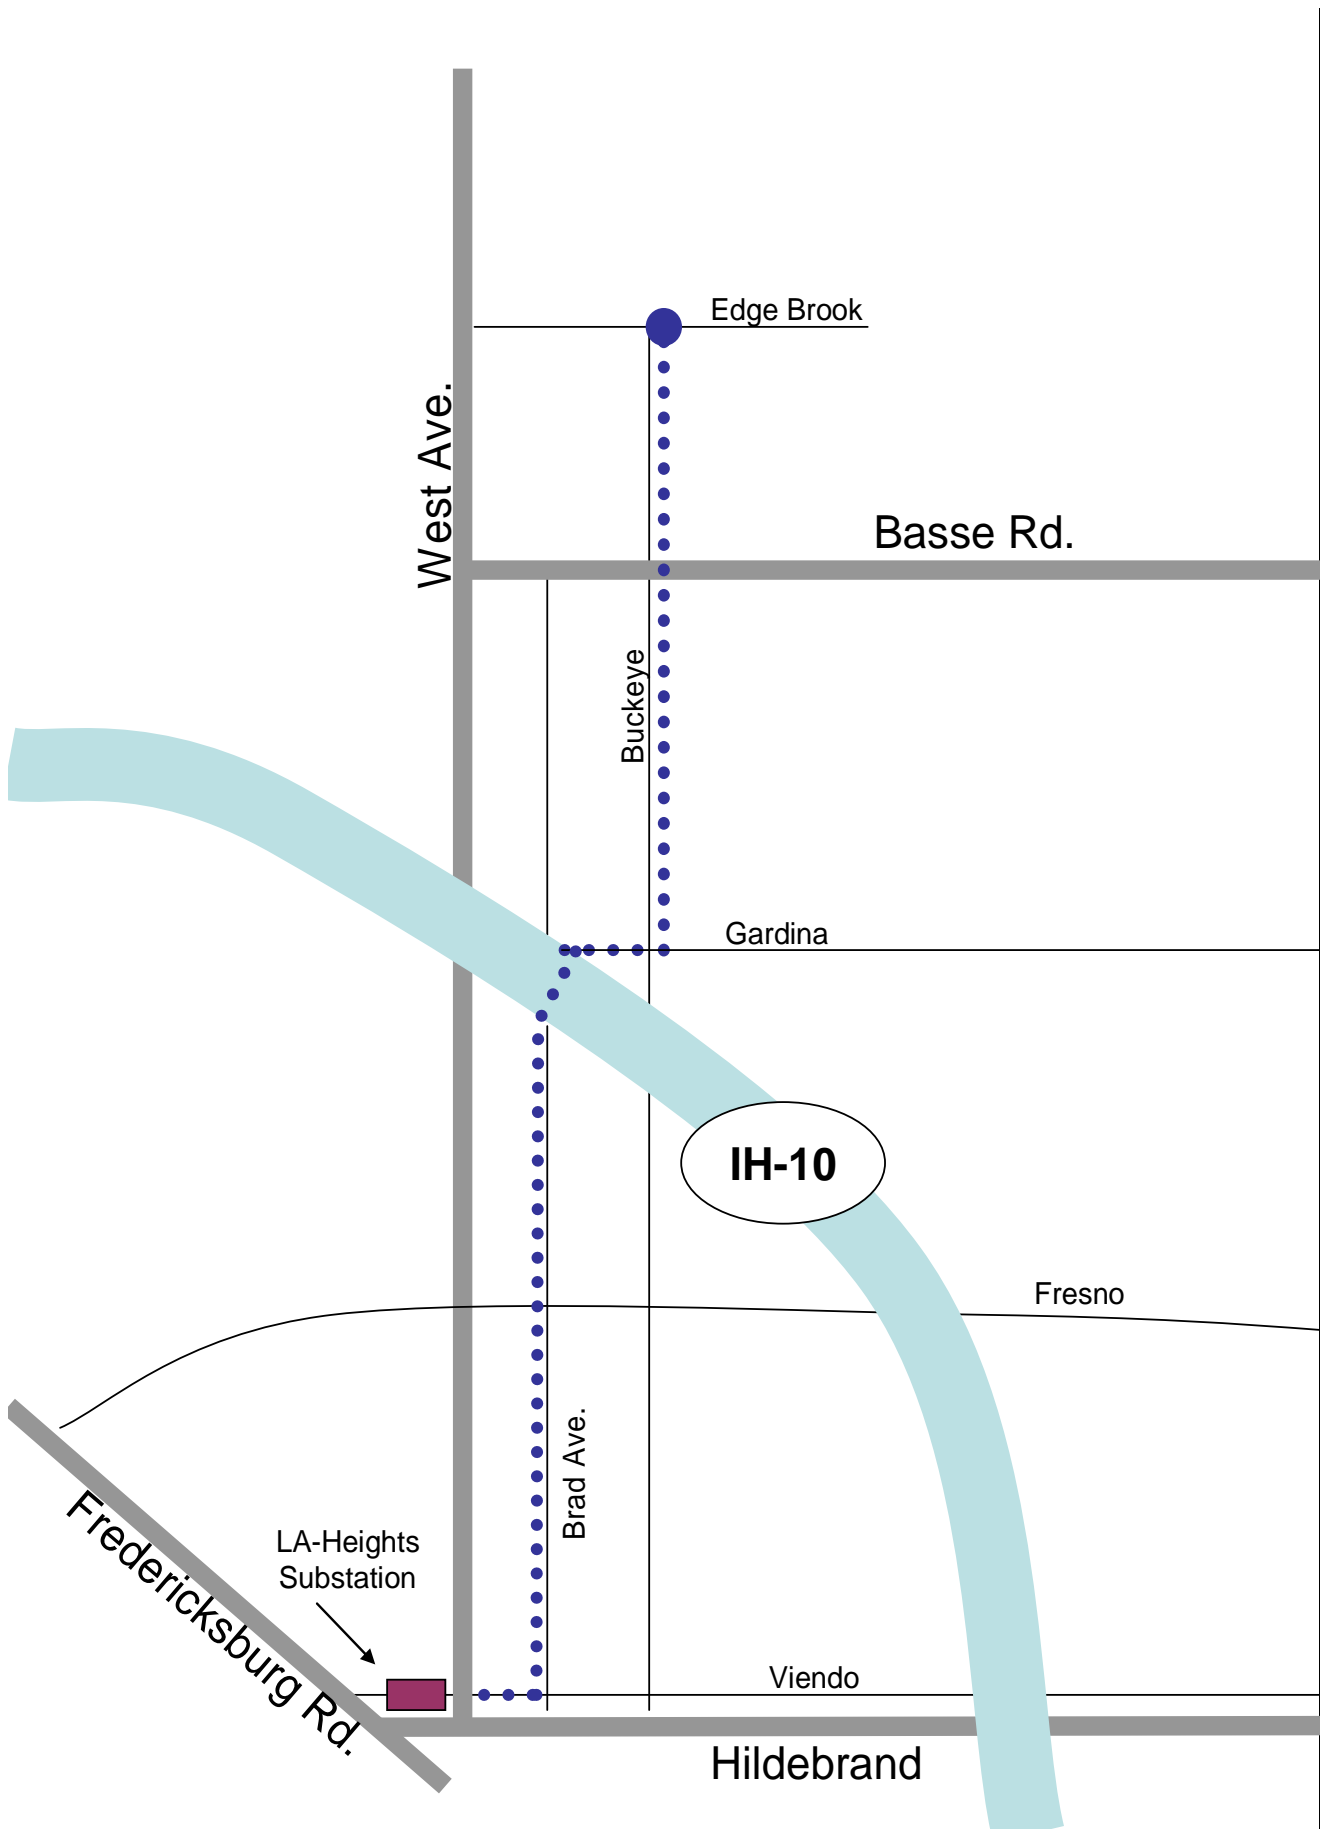 Edge Brook
West Ave.
Basse Rd.
Buckeye
Gardina
IH-10
Fresno
Brad Ave.
Fredericksburg Rd.
LA-Heights
Substation
Viendo
Hildebrand